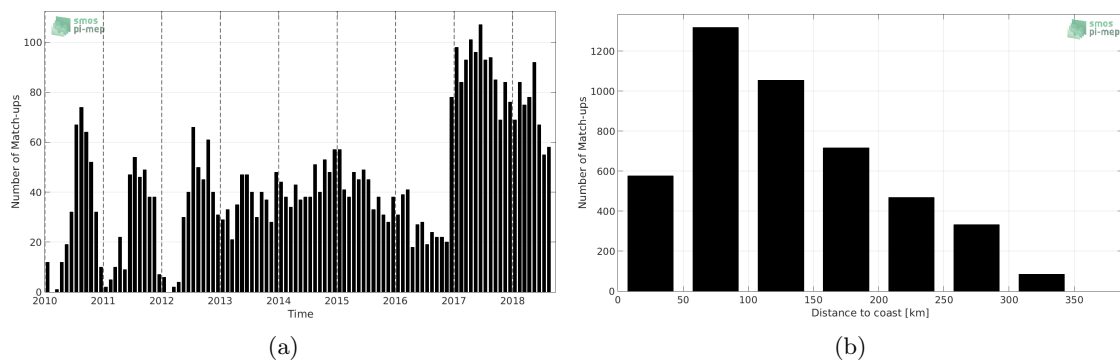 smos
pi-mep
Number of Match-ups
100
80
60
40
20
0
2010 2011 2012 2013 2014 2015 2016 2017 2018
Time
(a)
smos
pi-mep
Number of Match-ups
1200
1000
800
600
400
200
0
0 50 100 150 200 250 300 350
Distance to coast [km]
(b)